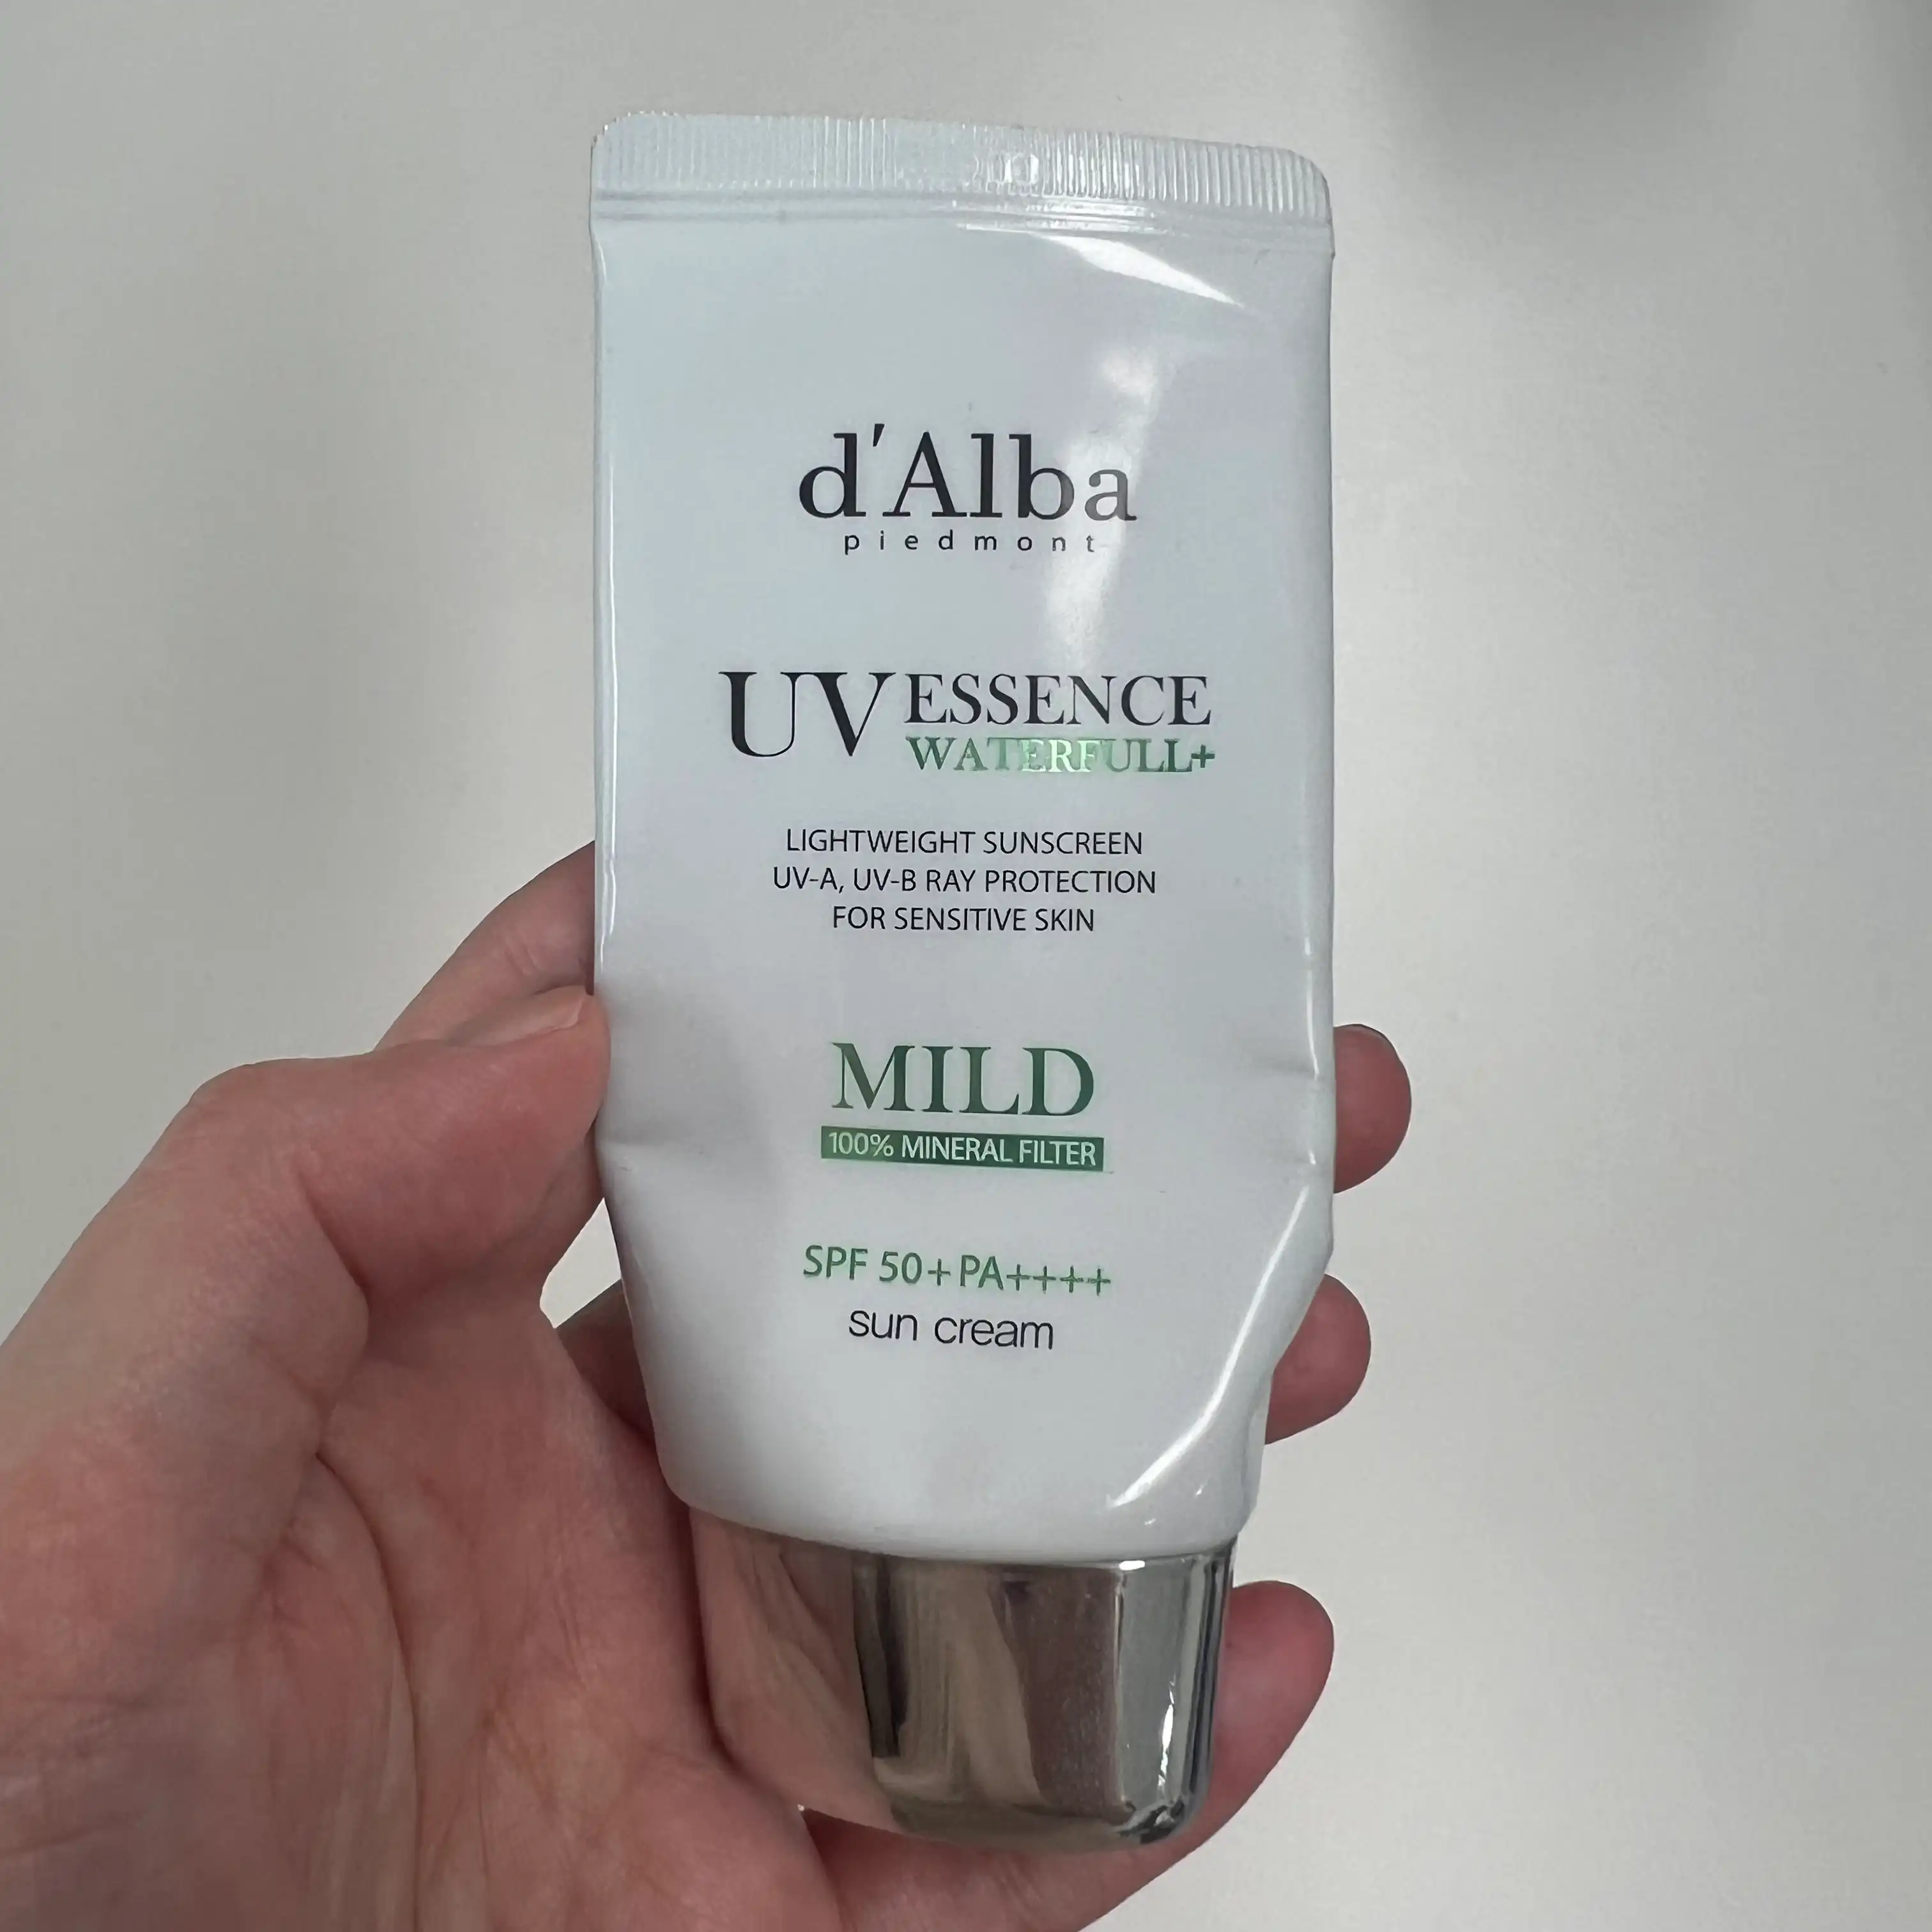 d'Alba
piedmont
UV ESSENCE
WATERFULL+
LIGHTWEIGHT SUNSCREEN
UV-A, UV-B RAY PROTECTION
FOR SENSITIVE SKIN
MILD
100% MINERAL FILTER
SPF 50+ PA++++
sun cream